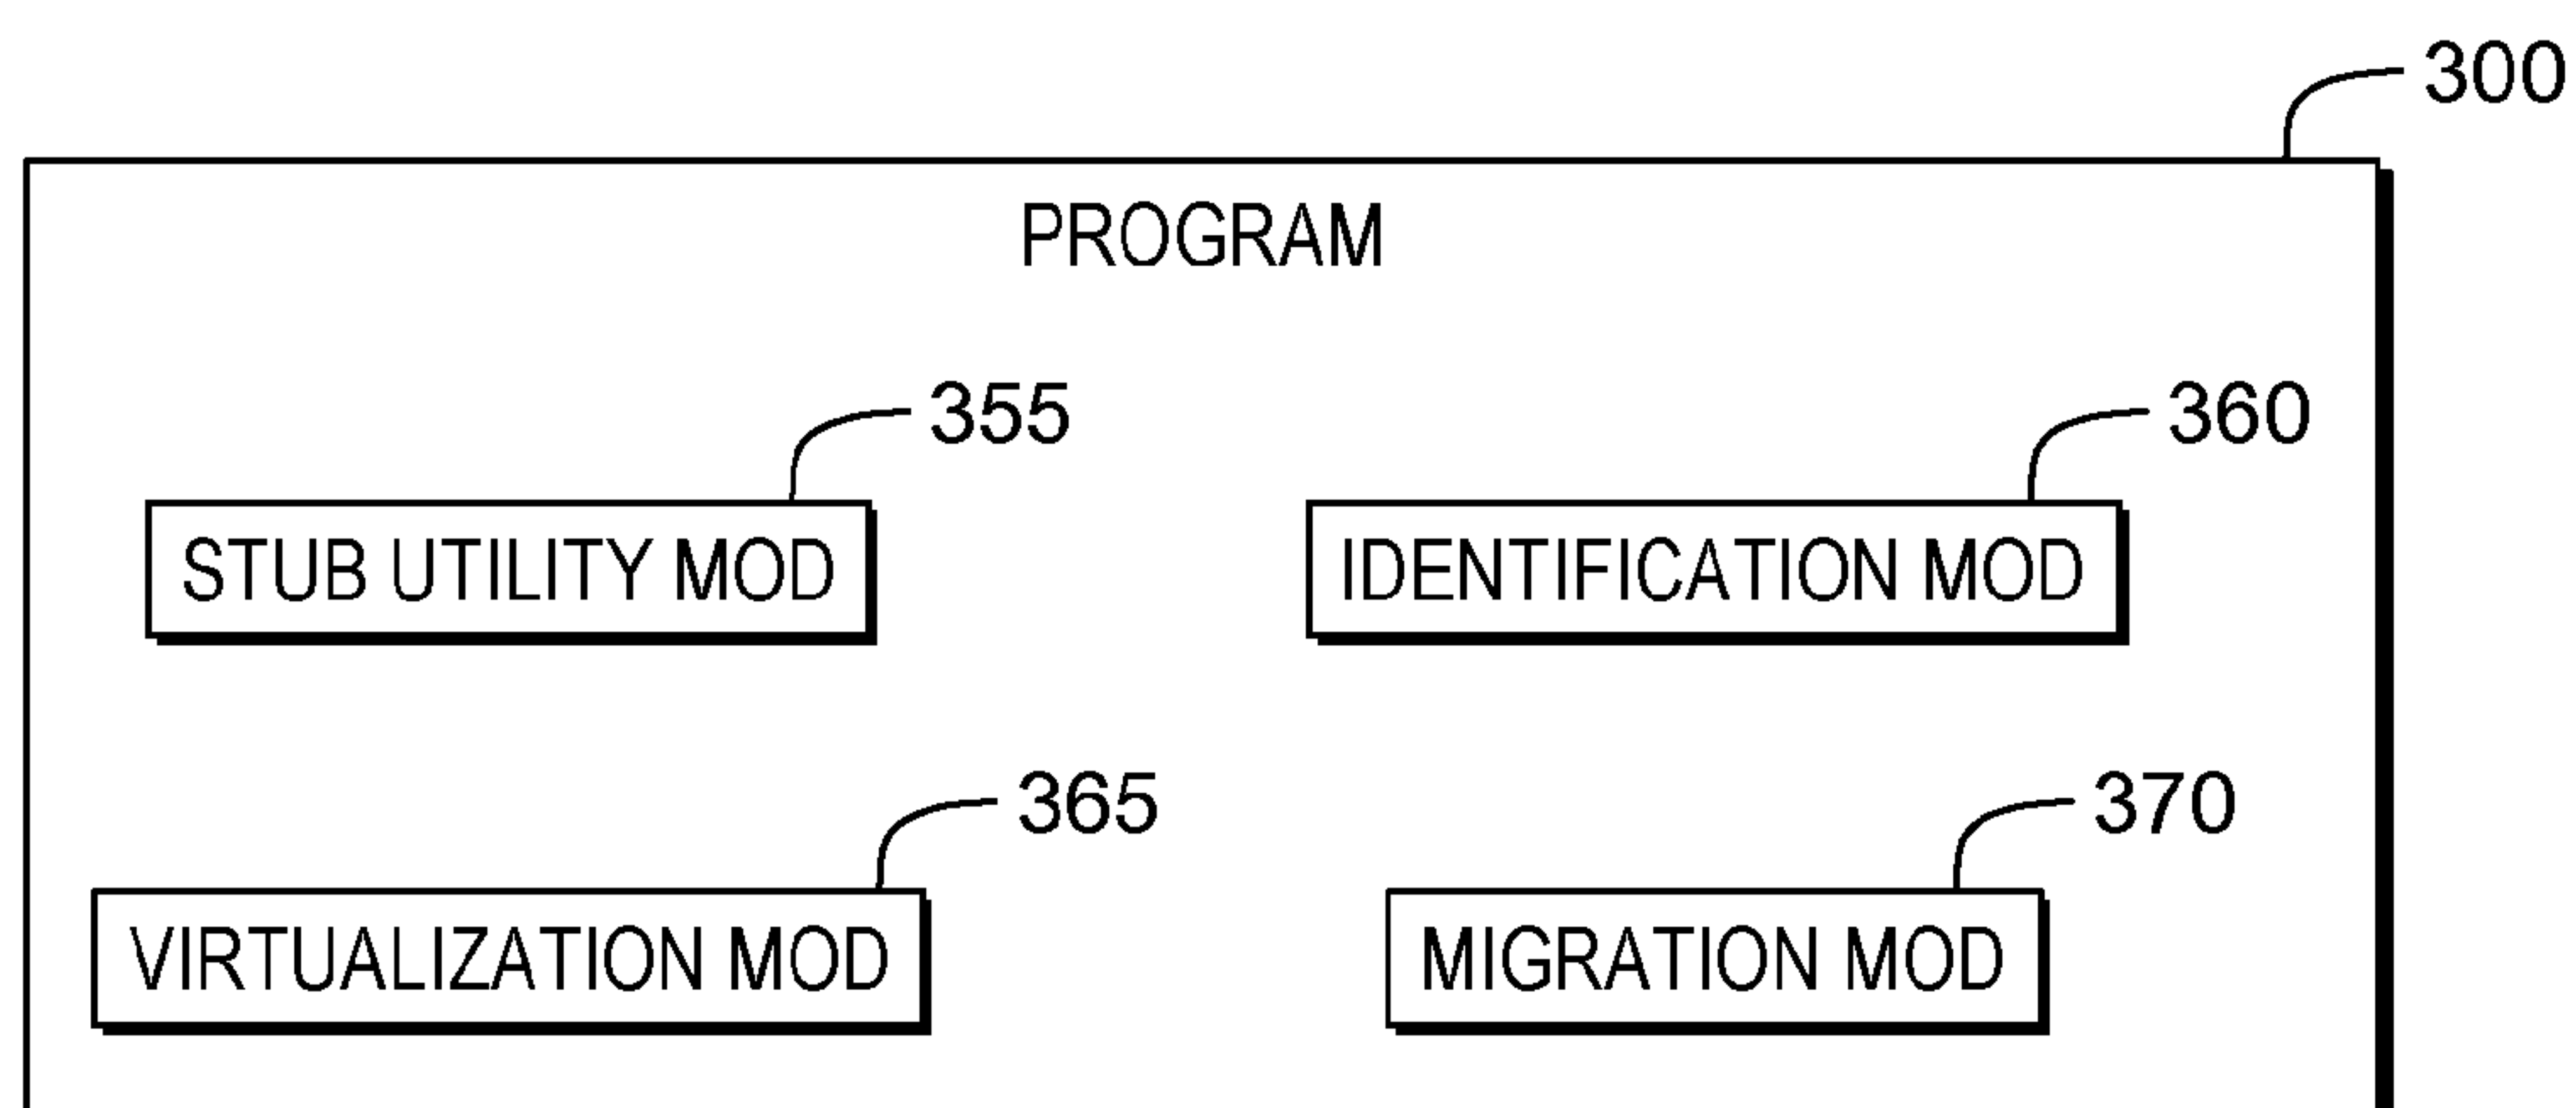 300
PROGRAM
355
360
STUB UTILITY MOD
IDENTIFICATION MOD
365
370
VIRTUALIZATION MOD
MIGRATION MOD